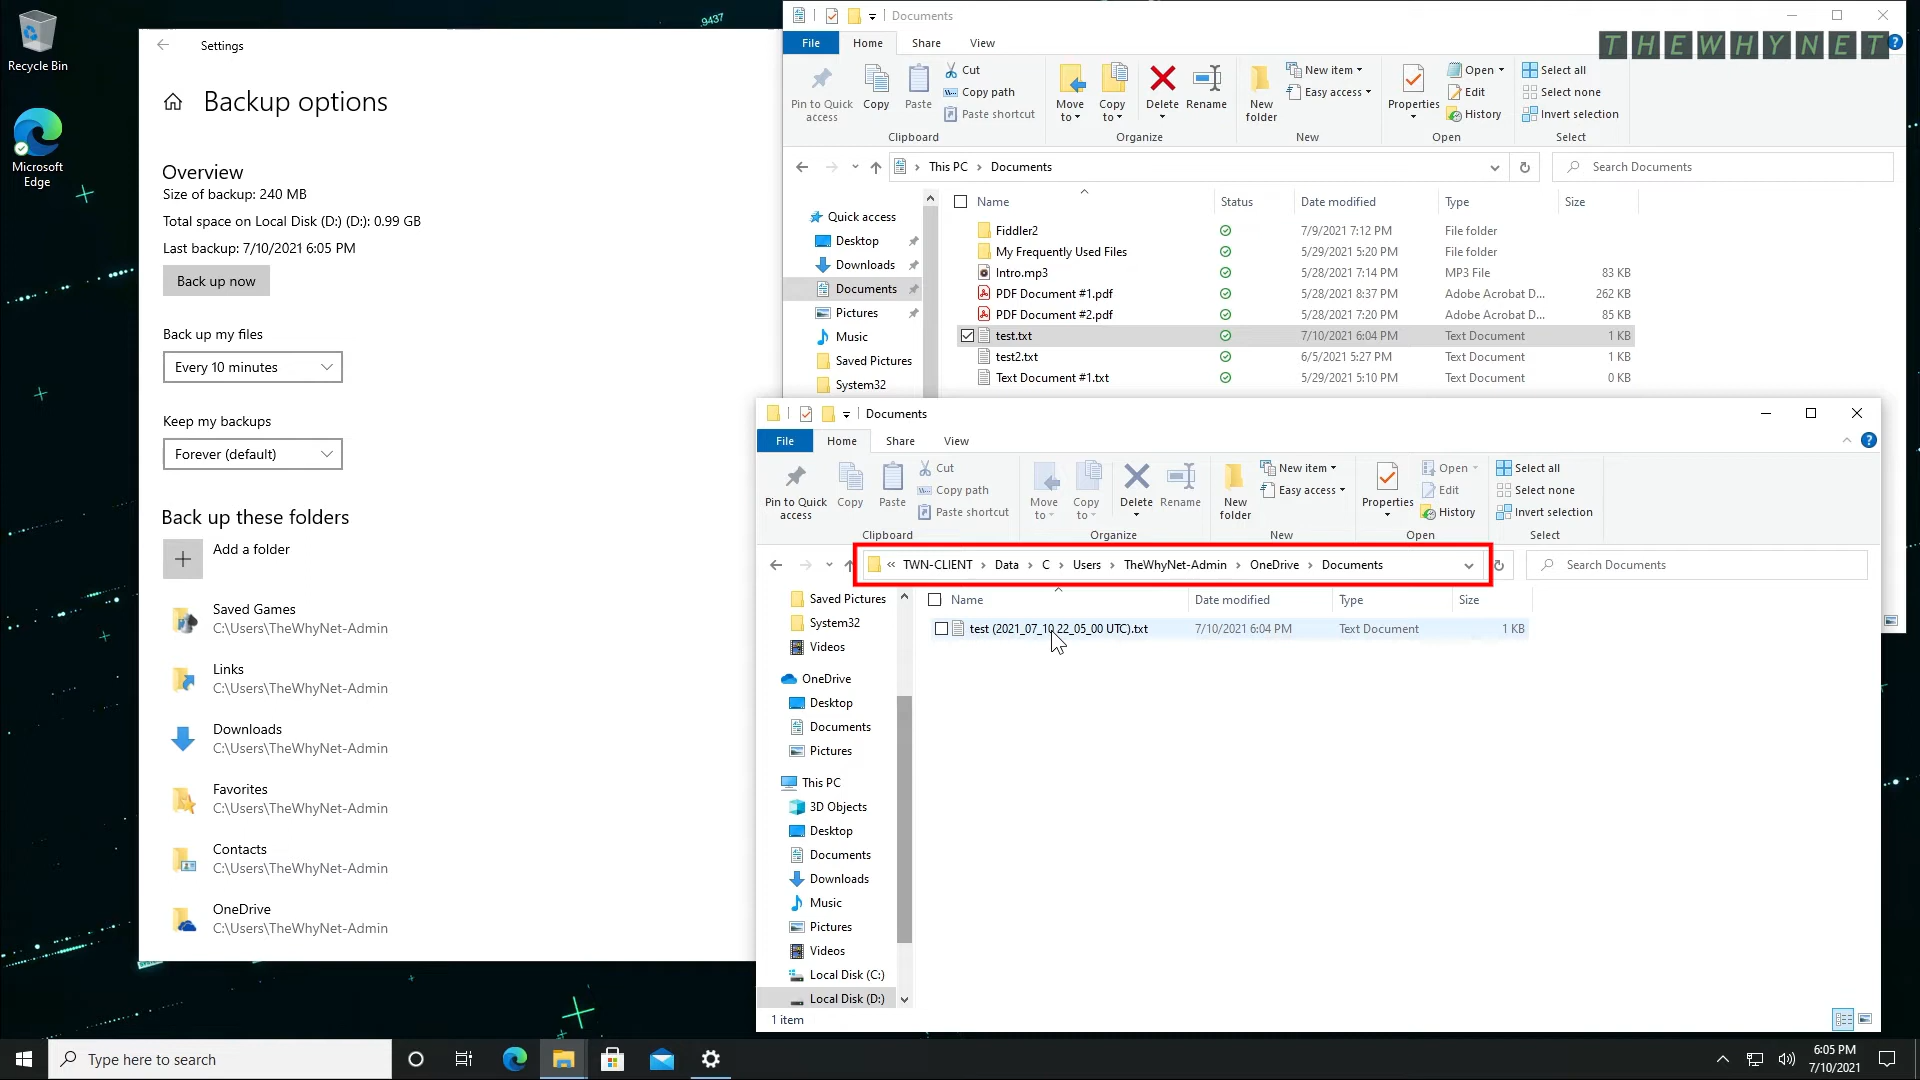 Recycle Bin
Microsoft
Edge
.9437
Settings
Backup options
Overview
Size of backup: 240 MB
Total space on Local Disk (D:) (D:): 0.99 GB
Last backup: 7/10/2021 6:05 PM
Back up now
Back up my files
Every 10 minutes
Keep my backups
Forever (default)
Back up these folders
Add a folder
Saved Games
C:\Users\TheWhyNet-Admin
Links
C:\Users\TheWhyNet-Admin
Downloads
C:\Users\TheWhyNet-Admin
Favorites
C:\Users\TheWhyNet-Admin
Contacts
C:\Users\TheWhyNet-Admin
OneDrive
C:\Users\TheWhyNet-Admin
Documents
File Home Share View
THEWHYNET
Pin to Quick
access
Copy
Paste
Cut
Copy path
Paste shortcut
Clipboard
Move
to
Copy
to
Delete
Rename
Organize
New
folder
New item
Easy access
New
Properties
Open
Edit
History
Open
Select all
Select none
Invert selection
Select
This PC > Documents
Search Documents
Quick access
Desktop
Downloads
Documents
Pictures
Music
Saved Pictures
System32
Name Status Date modified Type Size
Fiddler2 7/9/2021 7:12 PM File folder
My Frequently Used Files 5/29/2021 5:20 PM File folder
Intro.mp3 5/28/2021 7:14 PM MP3 File 83 KB
PDF Document #1.pdf 5/28/2021 8:37 PM Adobe Acrobat D... 262 KB
PDF Document #2.pdf 5/28/2021 7:20 PM Adobe Acrobat D... 85 KB
test.txt 7/10/2021 6:04 PM Text Document 1 KB
test2.txt 6/5/2021 5:27 PM Text Document 1 KB
Text Document #1.txt 5/29/2021 5:10 PM Text Document 0 KB
Documents
File Home Share View
Pin to Quick
access
Copy
Paste
Cut
Copy path
Paste shortcut
Clipboard
Move
to
Copy
to
Delete
Rename
Organize
New
folder
New item
Easy access
New
Properties
Open
Edit
History
Open
Select all
Select none
Invert selection
Select
« TWN-CLIENT > Data > C > Users > TheWhyNet-Admin > OneDrive > Documents
Search Documents
Saved Pictures
System32
Videos
OneDrive
Desktop
Documents
Pictures
This PC
3D Objects
Desktop
Documents
Downloads
Music
Pictures
Videos
Local Disk (C:)
Local Disk (D:)
Name Date modified Type Size
test (2021_07_10 22_05_00 UTC).txt 7/10/2021 6:04 PM Text Document 1 KB
1 item
Type here to search
6:05 PM
7/10/2021